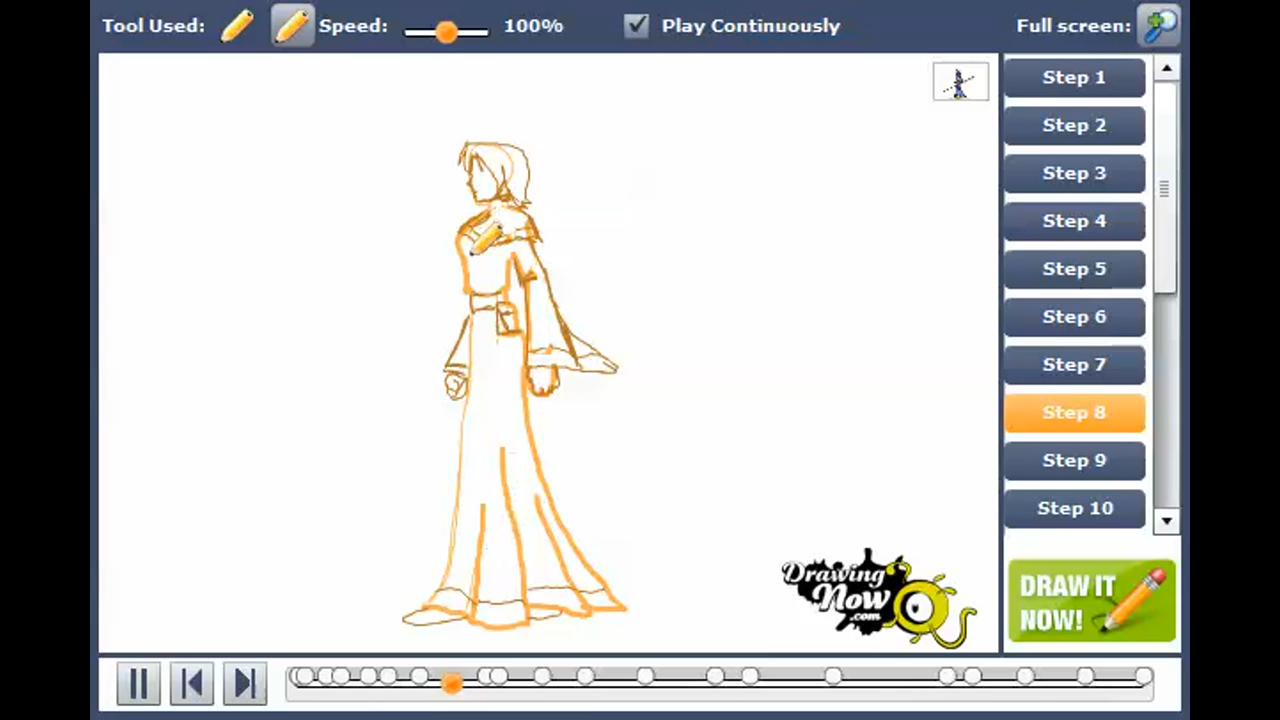 Tool Used:
Speed:
100%
Play Continuously
Full screen:
Step 1
Step 2
Step 3
Step 4
Step 5
Step 6
Step 7
Step 8
Step 9
Step 10
Drawing
Now
.com
DRAW IT
NOW!